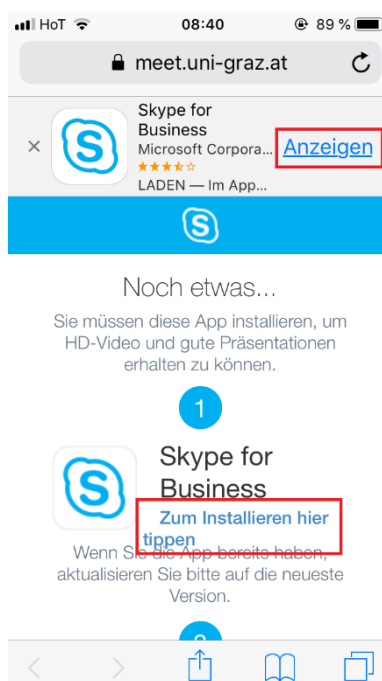 HoT 08:40 89 %
meet.uni-graz.at
Skype for
Business
Microsoft Corpora...
Anzeigen
LADEN — Im App...
Noch etwas...
Sie müssen diese App installieren, um
HD-Video und gute Präsentationen
erhalten zu können.
1
Skype for
Business
Zum Installieren hier
tippen
Wenn Sie die App bereits haben,
aktualisieren Sie bitte auf die neueste
Version.